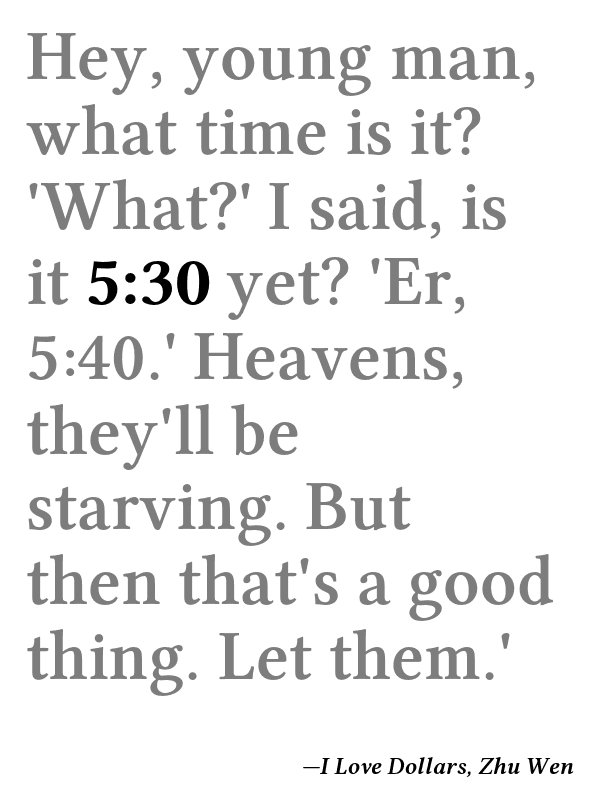 Hey, young man,
what time is it?
'What?' I said, is
it 5:30 yet? 'Er,
5:40.' Heavens,
they'll be
starving. But
then that's a good
thing. Let them.'
—I Love Dollars, Zhu Wen